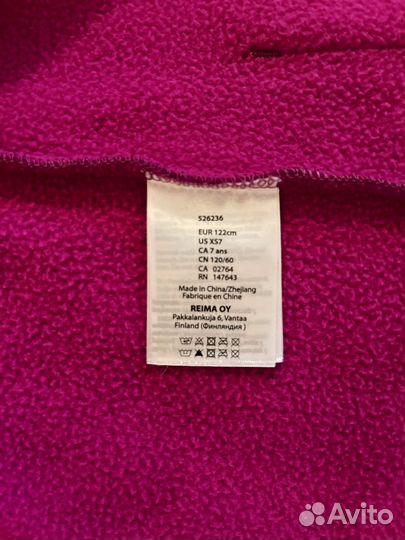 526236
EUR 122cm
US XS7
CA 7 ans
CN 120/60
CA 02764
RN 147643
Made in China/Zhejiang
Fabrique en Chine
REIMA OY
Pakkalankuja 6, Vantaa
Finland (Финляндия )
Avito